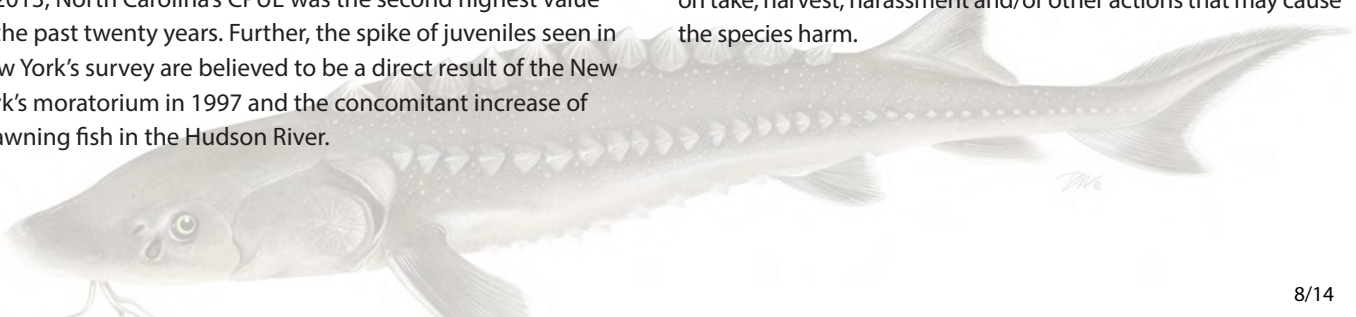 2013, North Carolina's CPUE was the second highest value
the past twenty years. Further, the spike of juveniles seen in
York's survey are believed to be a direct result of the New
moratorium in 1997 and the concomitant increase of
fish in the Hudson River.
on take, harvest, harassment and/or other actions that may cause
the species harm.
8/14